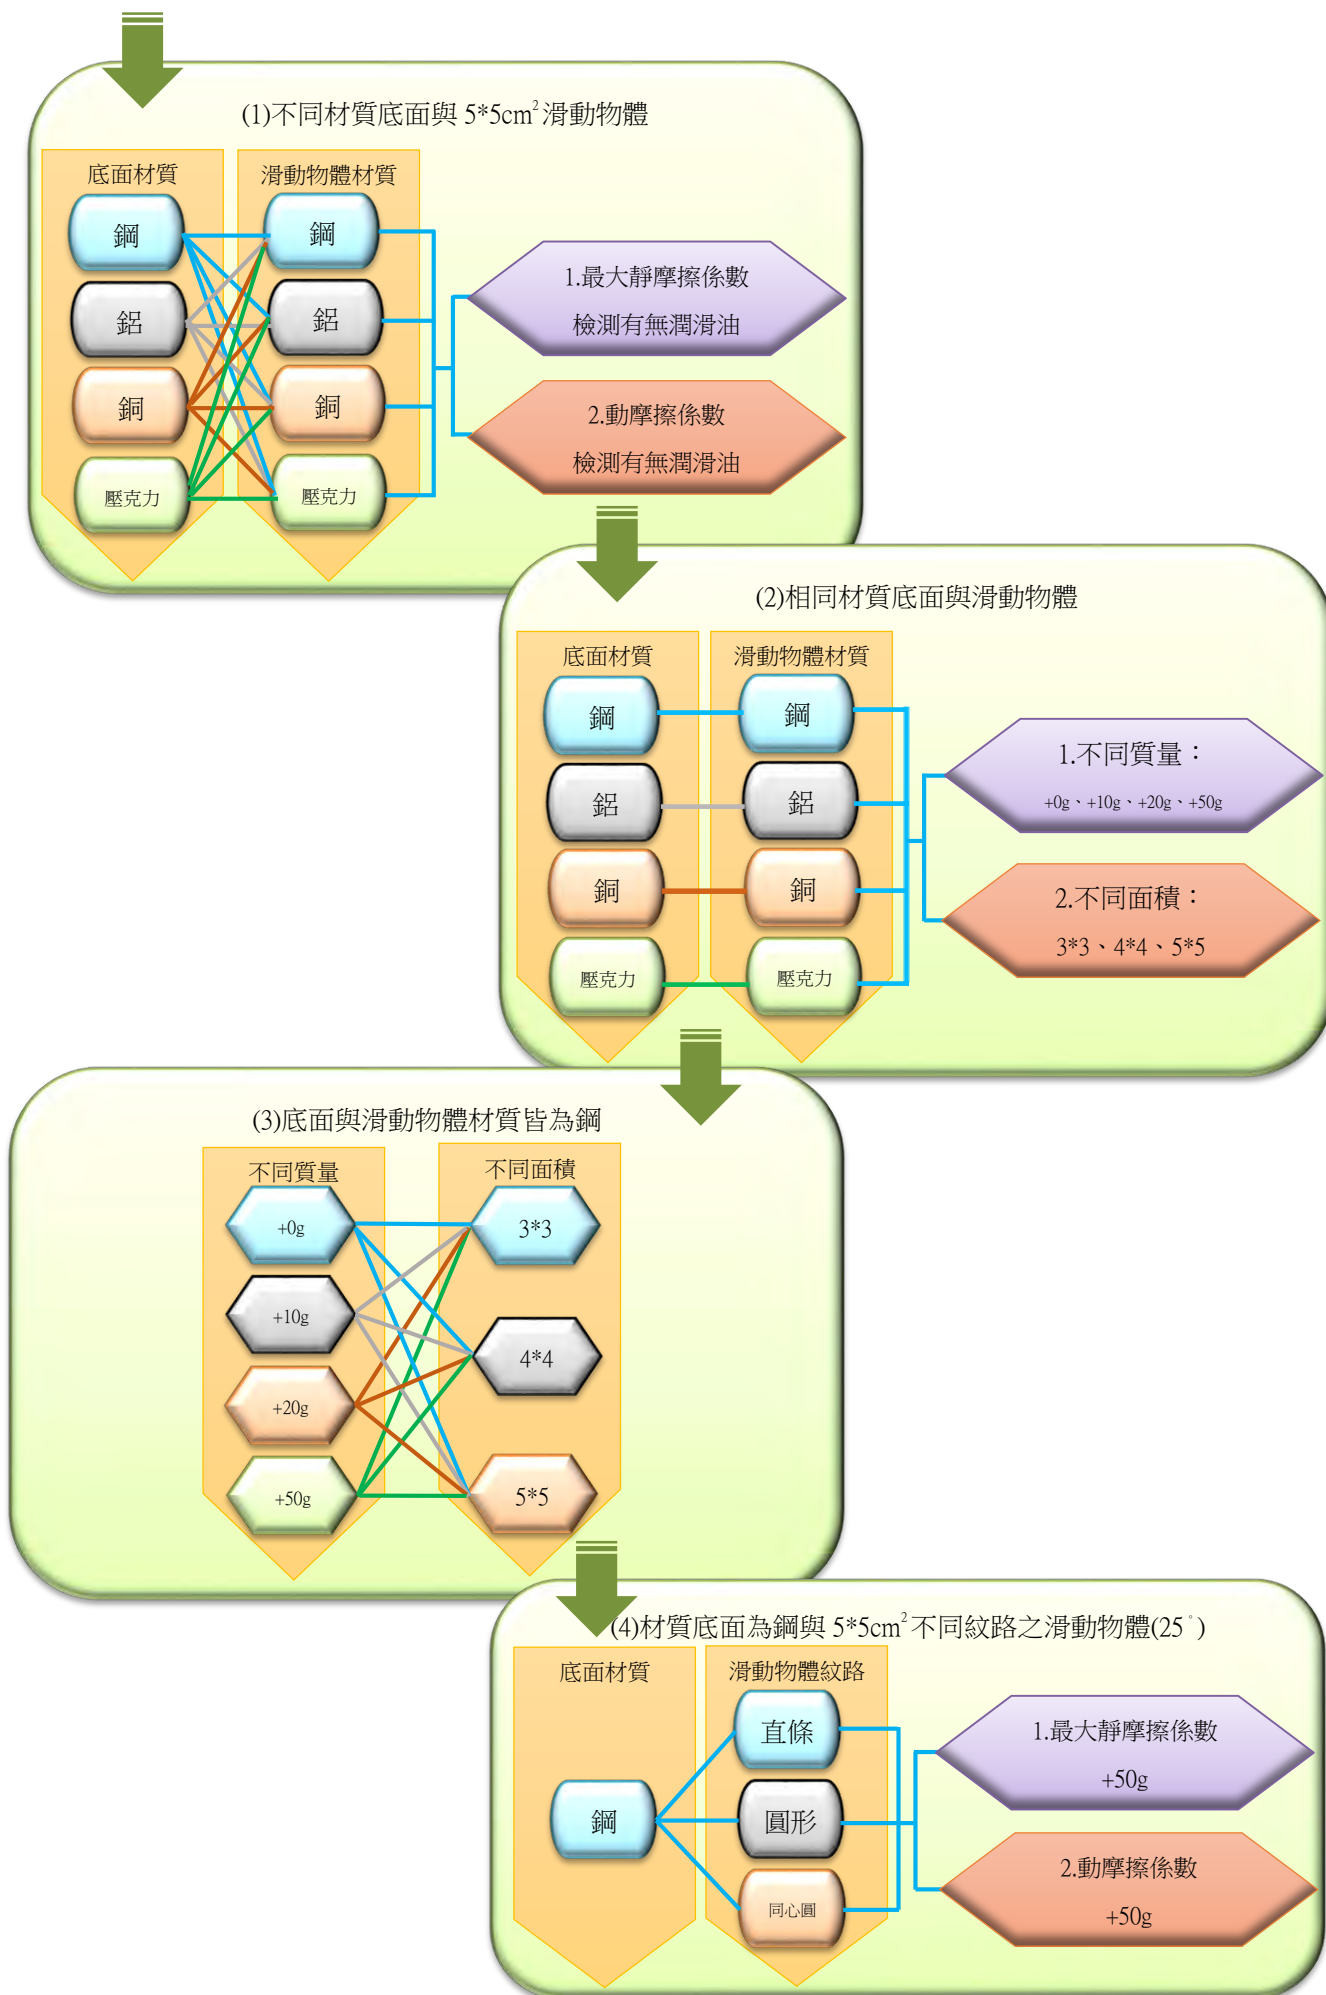 (1)不同材質底面與 5*5cm² 滑動物體
底面材質
鋼
鋁
銅
壓克力
滑動物體材質
鋼
鋁
銅
壓克力
1.最大靜摩擦係數
檢測有無潤滑油
2.動摩擦係數
檢測有無潤滑油
(2)相同材質底面與滑動物體
底面材質
鋼
鋁
銅
壓克力
滑動物體材質
鋼
鋁
銅
壓克力
1.不同質量：
+0g、+10g、+20g、+50g
2.不同面積：
3*3、4*4、5*5
(3)底面與滑動物體材質皆為鋼
不同質量
+0g
+10g
+20g
+50g
不同面積
3*3
4*4
5*5
(4)材質底面為鋼與 5*5cm² 不同紋路之滑動物體(25°)
底面材質
鋼
滑動物體紋路
直條
圓形
同心圓
1.最大靜摩擦係數
+50g
2.動摩擦係數
+50g